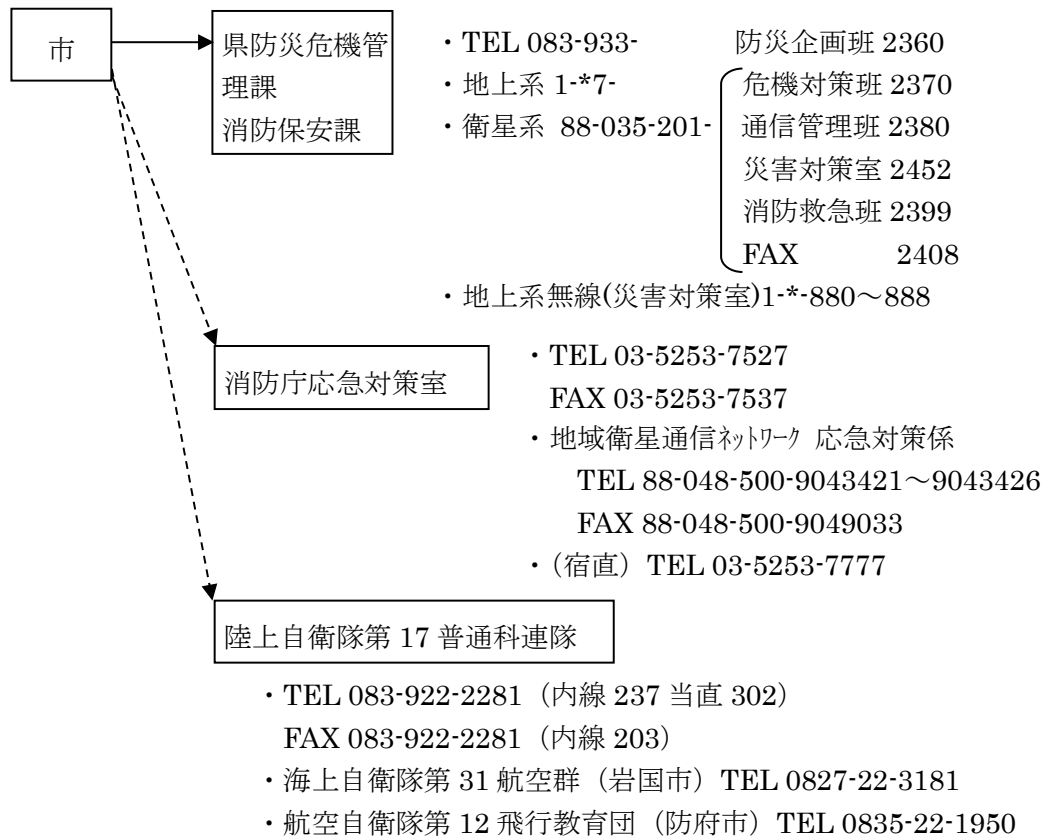 市
県防災危機管
理課
消防保安課
・TEL 083-933- 防災企画班 2360
・地上系 1-*7- 危機対策班 2370
・衛星系 88-035-201- 通信管理班 2380
災害対策室 2452
消防救急班 2399
FAX 2408
・地上系無線(災害対策室)1-*-880～888
消防庁応急対策室
・TEL 03-5253-7527
FAX 03-5253-7537
・地域衛星通信ﾈｯﾄﾜｰｸ 応急対策係
TEL 88-048-500-9043421～9043426
FAX 88-048-500-9049033
・（宿直）TEL 03-5253-7777
陸上自衛隊第 17 普通科連隊
・TEL 083-922-2281（内線 237 当直 302）
FAX 083-922-2281（内線 203）
・海上自衛隊第 31 航空群（岩国市）TEL 0827-22-3181
・航空自衛隊第 12 飛行教育団（防府市）TEL 0835-22-1950